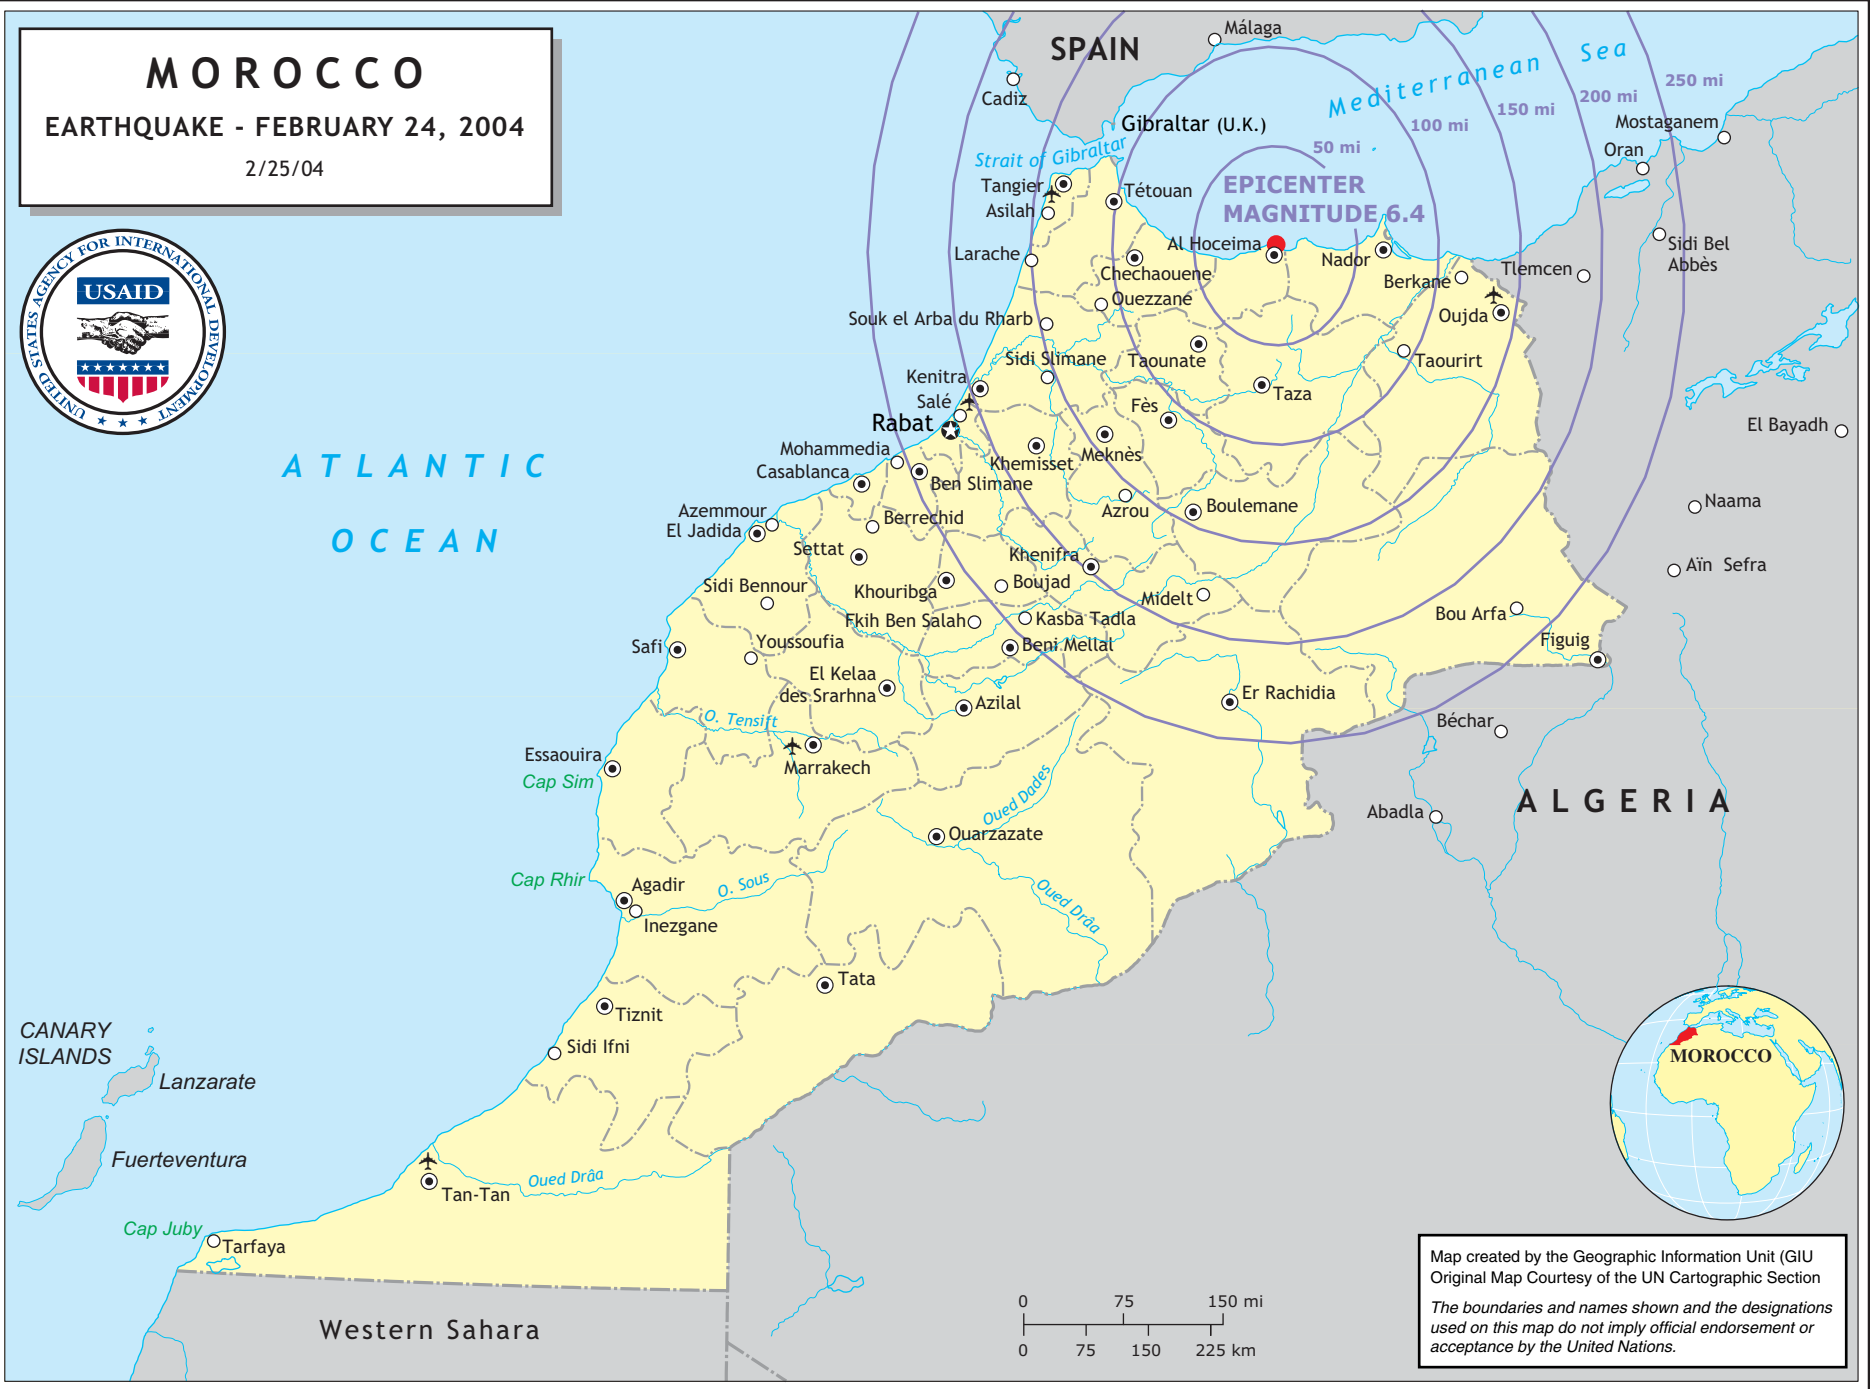 MOROCCO
EARTHQUAKE - FEBRUARY 24, 2004
2/25/04
UNITED STATES AGENCY FOR INTERNATIONAL DEVELOPMENT
USAID
SPAIN
Málaga
Cadiz
Gibraltar (U.K.)
Strait of Gibraltar
Mediterranean Sea
50 mi
100 mi
150 mi
200 mi
250 mi
Mostaganem
Oran
EPICENTER
MAGNITUDE 6.4
Tangier
Asilah
Tétouan
Larache
Al Hoceima
Chechaouene
Nador
Berkane
Tlemcen
Sidi Bel
Abbès
Ouezzane
Oujda
Souk el Arba du Rharb
Sidi Slimane
Taounate
Taourirt
Kenitra
Salé
Rabat
Taza
Fès
El Bayadh
Mohammedia
Casablanca
Khemisset
Meknès
Ben Slimane
ATLANTIC
OCEAN
Azemmour
El Jadida
Berrechid
Azrou
Boulemane
Naama
Settat
Khenifra
Aïn Sefra
Sidi Bennour
Khouribga
Boujad
Midelt
Bou Arfa
Fkih Ben Salah
Kasba Tadla
Figuig
Safi
Youssoufia
Beni Mellal
El Kelaa
des Srarhna
Azilal
Er Rachidia
O. Tensift
Béchar
Essaouira
Cap Sim
Marrakech
Oued Dades
Abadla
ALGERIA
Ouarzazate
Cap Rhir
Agadir
O. Sous
Oued Drâa
Inezgane
Tata
Tiznit
Sidi Ifni
CANARY
ISLANDS
Lanzarate
Fuerteventura
MOROCCO
Oued Drâa
Tan-Tan
Cap Juby
Tarfaya
Western Sahara
0 75 150 mi
0 75 150 225 km
Map created by the Geographic Information Unit (GIU
Original Map Courtesy of the UN Cartographic Section
The boundaries and names shown and the designations
used on this map do not imply official endorsement or
acceptance by the United Nations.